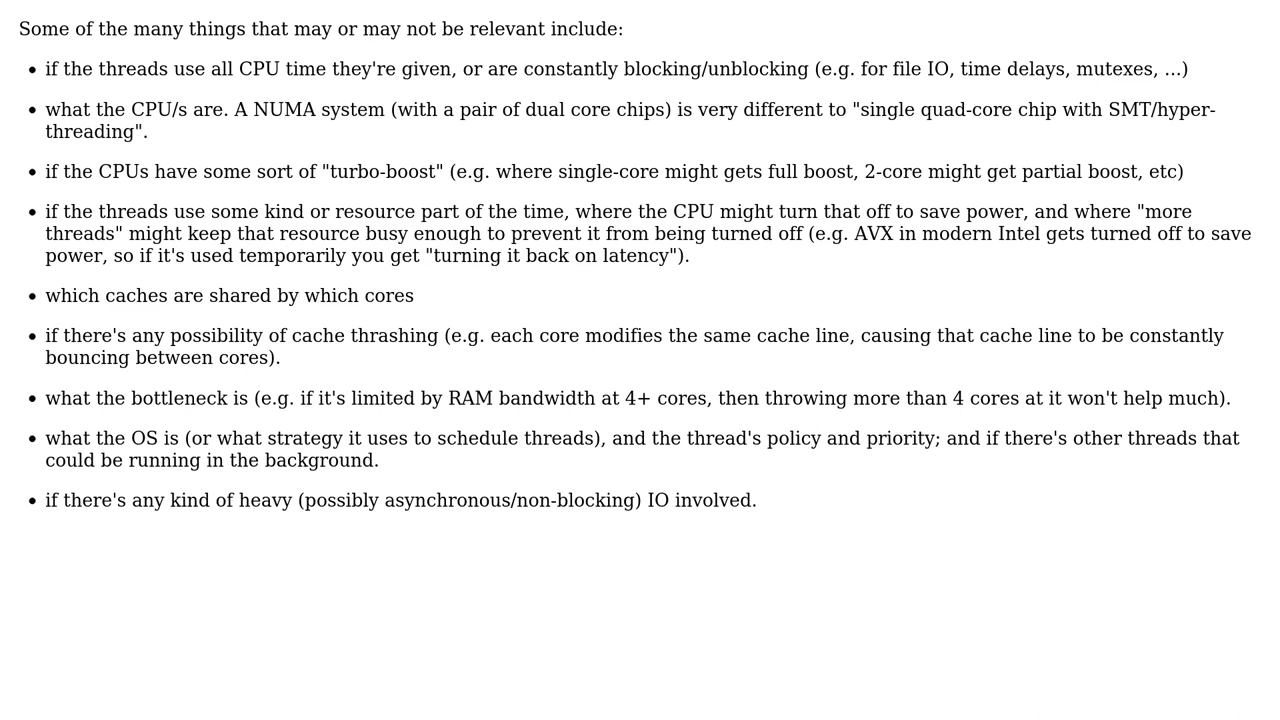 Some of the many things that may or may not be relevant include:
• if the threads use all CPU time they're given, or are constantly blocking/unblocking (e.g. for file IO, time delays, mutexes, ...)
• what the CPU/s are. A NUMA system (with a pair of dual core chips) is very different to "single quad-core chip with SMT/hyper-
threading".
• if the CPUs have some sort of "turbo-boost" (e.g. where single-core might gets full boost, 2-core might get partial boost, etc)
• if the threads use some kind or resource part of the time, where the CPU might turn that off to save power, and where "more
threads" might keep that resource busy enough to prevent it from being turned off (e.g. AVX in modern Intel gets turned off to save
power, so if it's used temporarily you get "turning it back on latency").
• which caches are shared by which cores
• if there's any possibility of cache thrashing (e.g. each core modifies the same cache line, causing that cache line to be constantly
bouncing between cores).
• what the bottleneck is (e.g. if it's limited by RAM bandwidth at 4+ cores, then throwing more than 4 cores at it won't help much).
• what the OS is (or what strategy it uses to schedule threads), and the thread's policy and priority; and if there's other threads that
could be running in the background.
• if there's any kind of heavy (possibly asynchronous/non-blocking) IO involved.